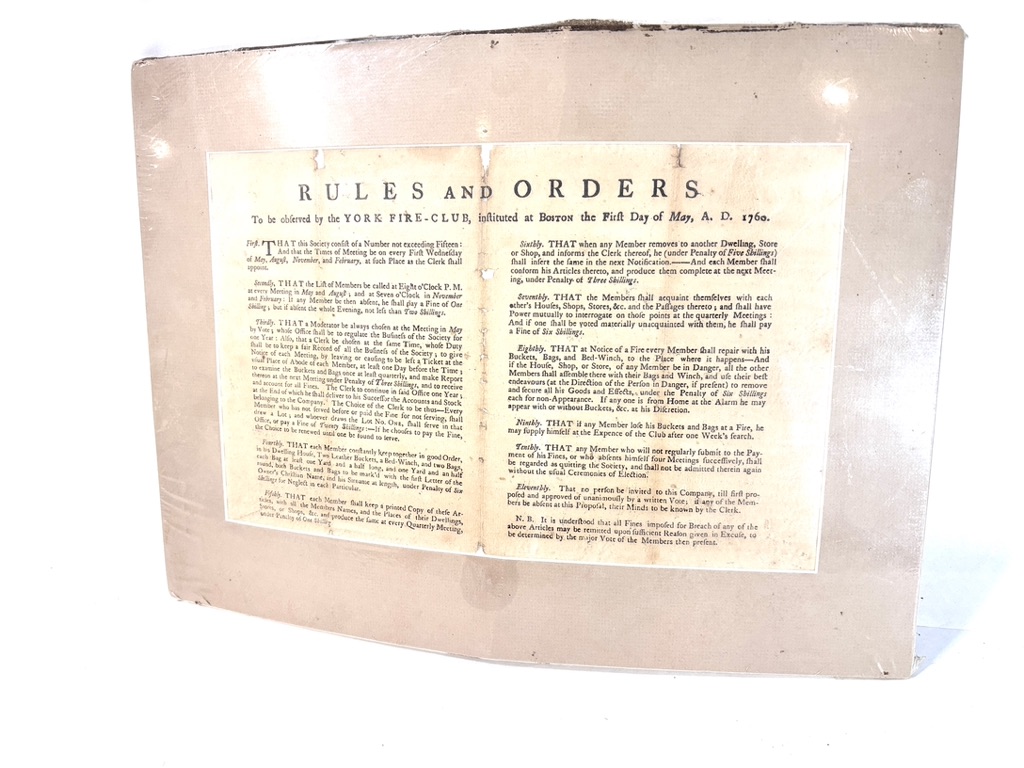 RULES AND ORDERS
To be observed by the YORK FIRE-CLUB, instituted at BOSTON the First Day of May, A. D. 1760.
First. THAT this Society consist of a Number not exceeding Fifteen:
And that the Times of Meeting be on every First Wednesday
of May, August, November, and February, at such Place as the Clerk shall
appoint.
Secondly. THAT the List of Members be called at Eight o'Clock P. M.
at every Meeting in May and August; and at Seven o'Clock in November
and February: If any Member be then absent, he shall pay a Fine of One
Shilling; but if absent the whole Evening, not less than Two Shillings.
Thirdly. THAT a Moderator be always chosen at the Meeting in May
by Vote; whose Office shall be to regulate the Business of the Society for
one Year: Also, that a Clerk be chosen at the same Time, whose Duty
shall be to keep a fair Record of all the Business of the Society; to give
Notice of each Meeting, by leaving or causing to be left a Ticket at the
usual Place of Abode of each Member, at least one Day before the Time;
to examine the Buckets and Bags once at least quarterly, and make Report
thereon at the next Meeting under Penalty of Three Shillings, and to receive
and account for all Fines. The Clerk to continue in said Office one Year;
at the End of which he shall deliver to his Successor the Accounts and Stock
belonging to the Company. The Choice of the Clerk to be thus—Every
Member who has not served before or paid the Fine for not serving, shall
draw a Lot; and whoever draws the Lot No. One, shall serve in that
Office, or pay a Fine of Twenty Shillings:—If he chooses to pay the Fine,
the Choice to be renewed until one be found to serve.
Fourthly. THAT each Member constantly keep together in good Order,
in his Dwelling House, Two Leather Buckets, a Bed-Winch, and two Bags,
each Bag at least one Yard and a half long, and one Yard and an half
round, both Buckets and Bags to be mark'd with the first Letter of the
Owner's Christian Name, and his Surname at length, under Penalty of Six
Shillings for Neglect in each Particular.
Fifthly. THAT each Member shall keep a printed Copy of these Ar-
ticles, with all the Members Names, and the Places of their Dwellings,
Stores, or Shops, &c. and produce the same at every Quarterly Meeting,
under Penalty of One Shilling.
Sixthly. THAT when any Member removes to another Dwelling, Store
or Shop, and informs the Clerk thereof, he (under Penalty of Five Shillings)
shall insert the same in the next Notification.——And each Member shall
conform his Articles thereto, and produce them complete at the next Meet-
ing, under Penalty of Three Shillings.
Seventhly. THAT the Members shall acquaint themselves with each
other's Houses, Shops, Stores, &c. and the Passages thereto; and shall have
Power mutually to interrogate on those points at the quarterly Meetings:
And if one shall be voted materially unacquainted with them, he shall pay
a Fine of Six Shillings.
Eighthly. THAT at Notice of a Fire every Member shall repair with his
Buckets, Bags, and Bed-Winch, to the Place where it happens—And
if the House, Shop, or Store, of any Member be in Danger, all the other
Members shall assemble there with their Bags and Winch, and use their best
endeavours (at the Direction of the Person in Danger, if present) to remove
and secure all his Goods and Effects, under the Penalty of Six Shillings
each for non-Appearance. If any one is from Home at the Alarm he may
appear with or without Buckets, &c. at his Discretion.
Ninthly. THAT if any Member lose his Buckets and Bags at a Fire, he
may supply himself at the Expence of the Club after one Week's search.
Tenthly. THAT any Member who will not regularly submit to the Pay-
ment of his Fines, or who absents himself four Meetings successively, shall
be regarded as quitting the Society, and shall not be admitted therein again
without the usual Ceremonies of Election.
Eleventhly. That no person be invited to this Company, till first pro-
posed and approved of unanimously by a written Vote; if any of the Mem-
bers be absent at this Proposal, their Minds to be known by the Clerk.
N. B. It is understood that all Fines imposed for Breach of any of the
above Articles may be remitted upon sufficient Reason given in Excuse, to
be determined by the major Vote of the Members then present.